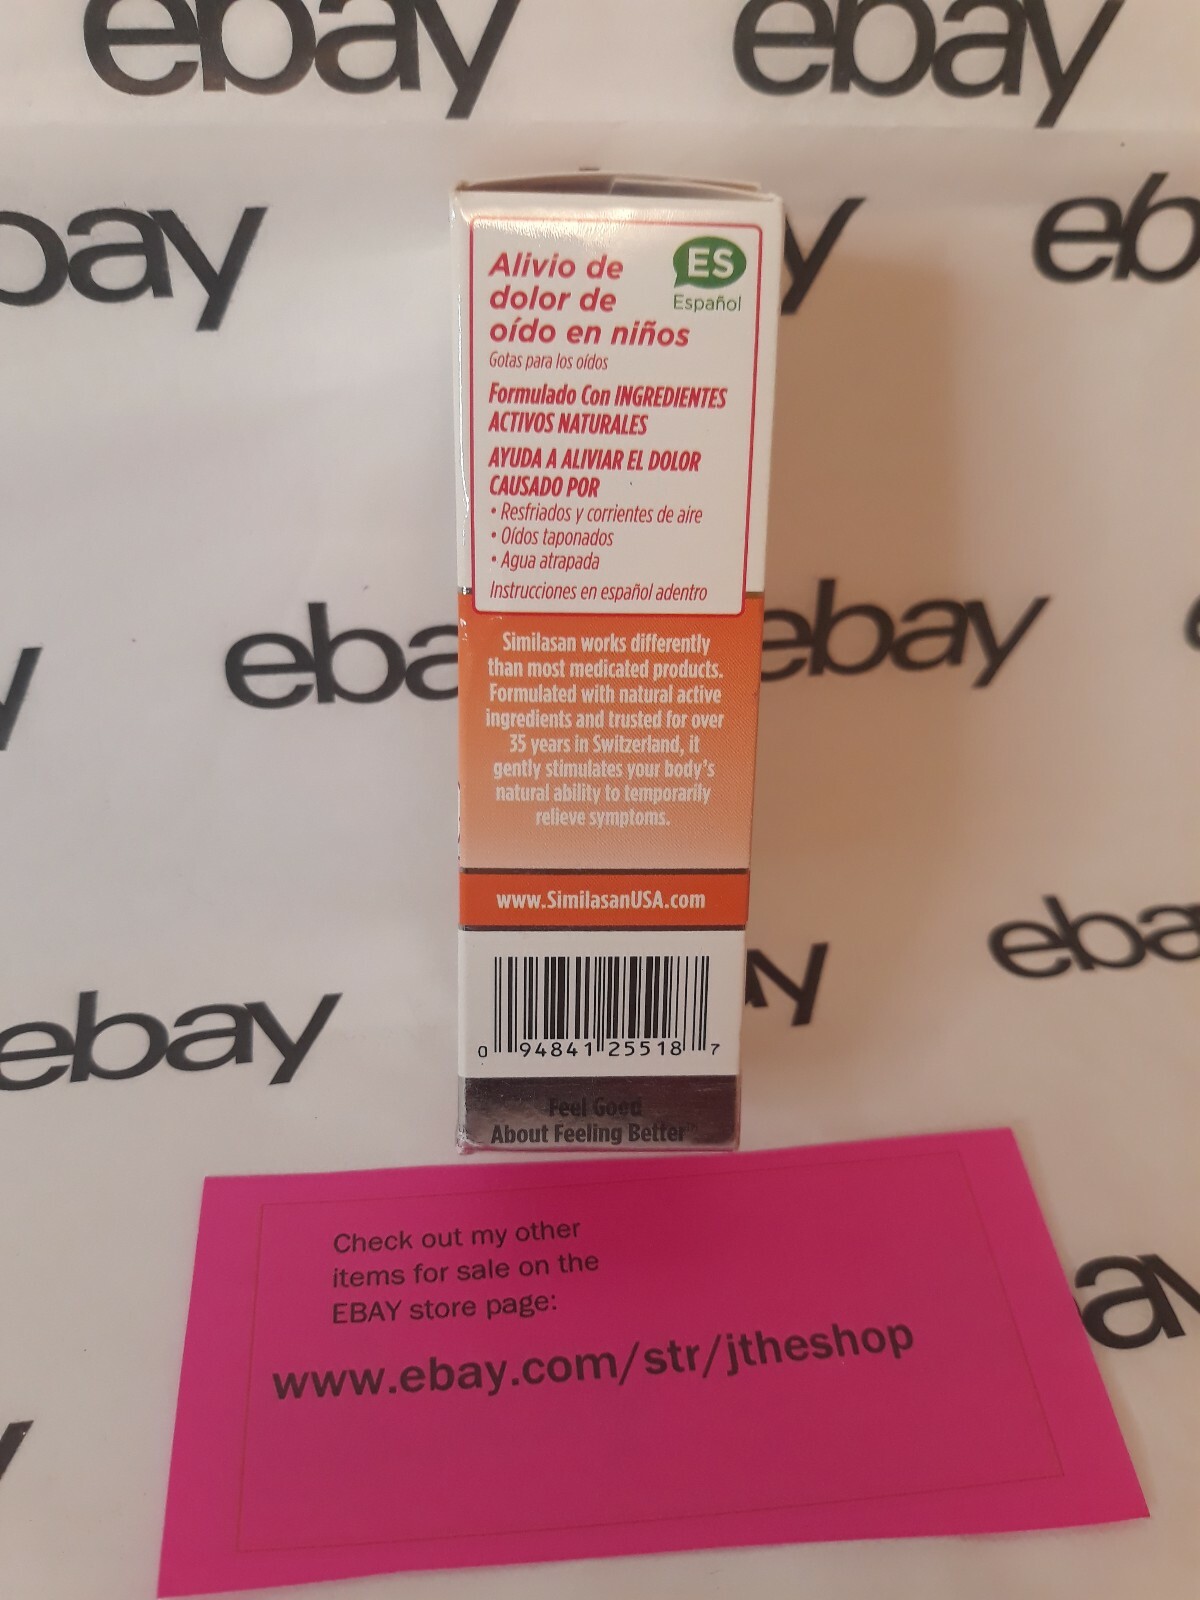 ebay ebay
bay y eb
Alivio de
dolor de
oído en niños
ES
Español
Gotas para los oídos
Formulado Con INGREDIENTES
ACTIVOS NATURALES
AYUDA A ALIVIAR EL DOLOR
CAUSADO POR
• Resfriados y corrientes de aire
• Oídos taponados
• Agua atrapada
Instrucciones en español adentro
y eba ebay
Similasan works differently
than most medicated products.
Formulated with natural active
ingredients and trusted for over
35 years in Switzerland, it
gently stimulates your body's
natural ability to temporarily
relieve symptoms.
www.SimilasanUSA.com
ebay ay eba
0 94841 25518 7
Feel Good
About Feeling Better™
Check out my other
items for sale on the
EBAY store page:
www.ebay.com/str/jtheshop
ay